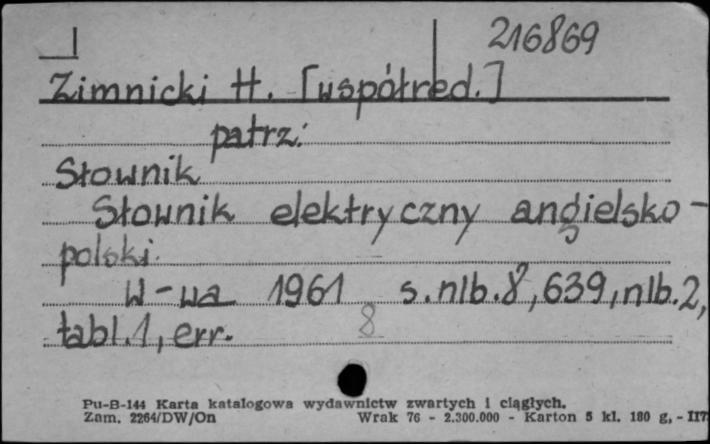 216869
Zimnicki H. [współred.]
patrz:
Słownik
Słownik elektryczny angielsko-
polski.
W-wa 1961 s.nlb.8,639,nlb.2,
tabl.1, err.
8
Pu-B-144 Karta katalogowa wydawnictw zwartych i ciągłych.
Zam. 2264/DW/On Wrak 76 - 2.300.000 - Karton 5 kl. 180 g, - II73